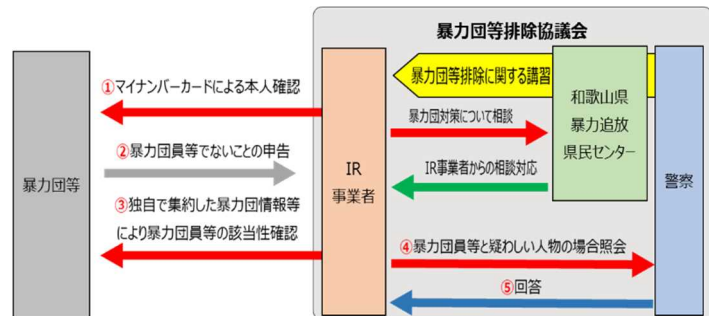 暴力団等排除協議会
暴力団等
①マイナンバーカードによる本人確認
②暴力団員等でないことの申告
③独自で集約した暴力団情報等
により暴力団員等の該当性確認
IR
事業者
暴力団等排除に関する講習
暴力団対策について相談
IR事業者からの相談対応
和歌山県
暴力追放
県民センター
警察
④暴力団員等と疑わしい人物の場合照会
⑤回答